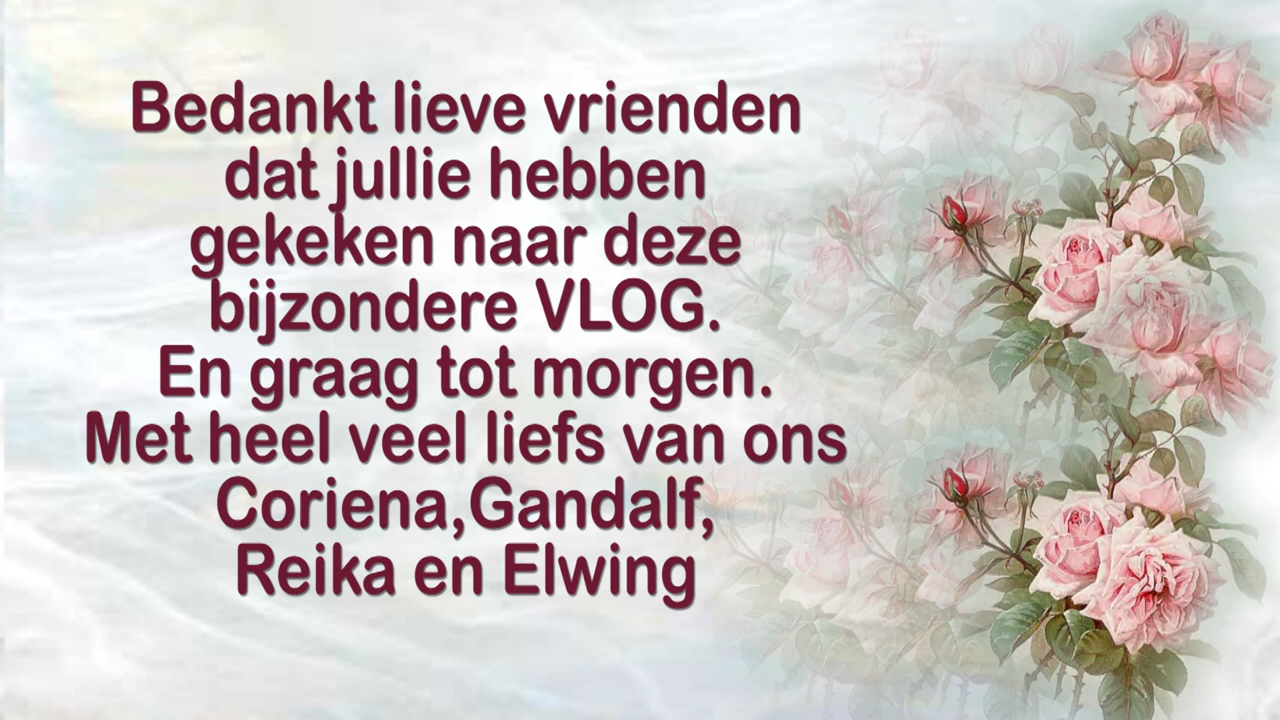 Bedankt lieve vrienden
dat jullie hebben
gekeken naar deze
bijzondere VLOG.
En graag tot morgen.
Met heel veel liefs van ons
Coriena,Gandalf,
Reika en Elwing